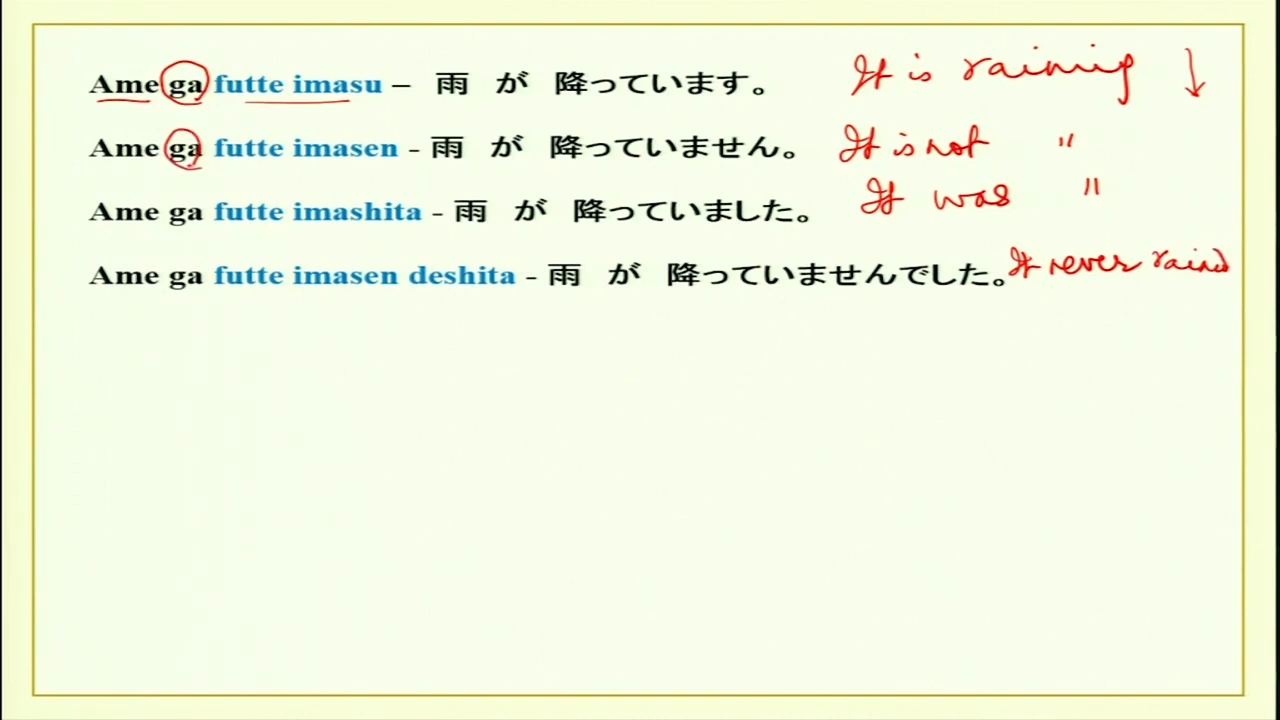 Ame ga futte imasu – 雨 が 降っています。 It is raining ↓
Ame ga futte imasen - 雨 が 降っていません。 It is not "
Ame ga futte imashita - 雨 が 降っていました。 It was "
Ame ga futte imasen deshita - 雨 が 降っていませんでした。 It never rained